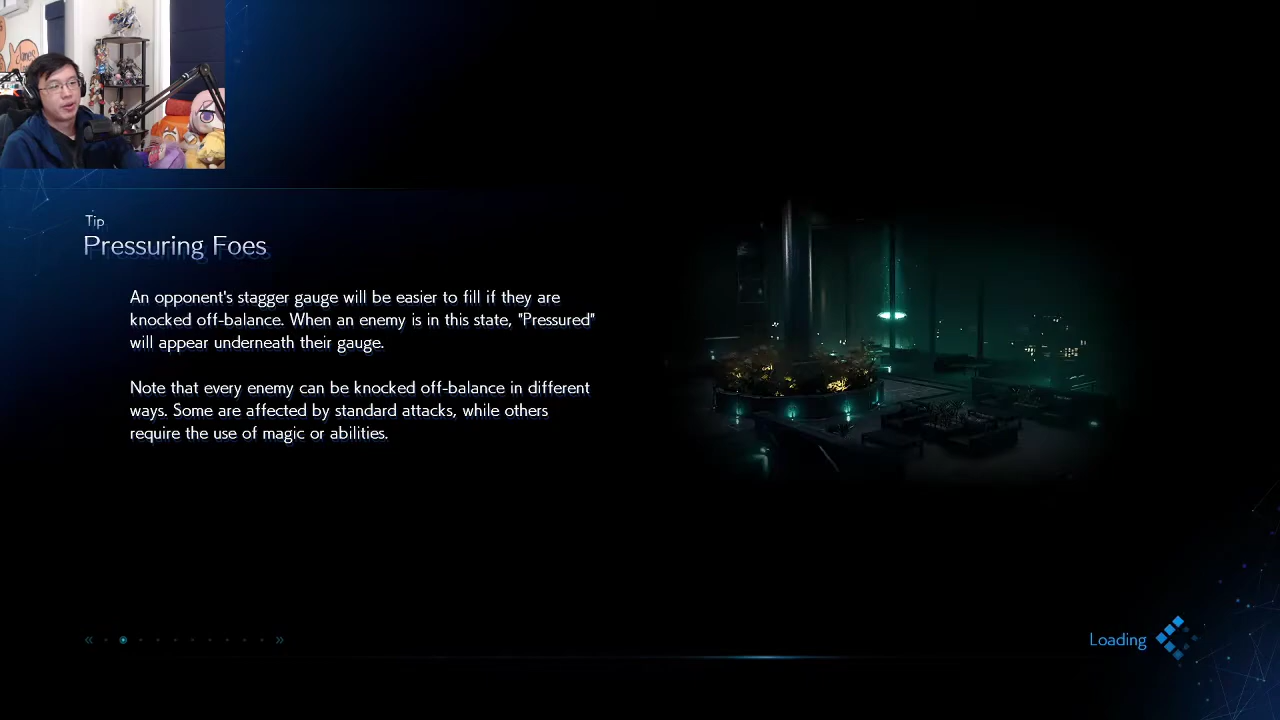 Tip
Pressuring Foes
An opponent's stagger gauge will be easier to fill if they are
knocked off-balance. When an enemy is in this state, "Pressured"
will appear underneath their gauge.
Note that every enemy can be knocked off-balance in different
ways. Some are affected by standard attacks, while others
require the use of magic or abilities.
Loading